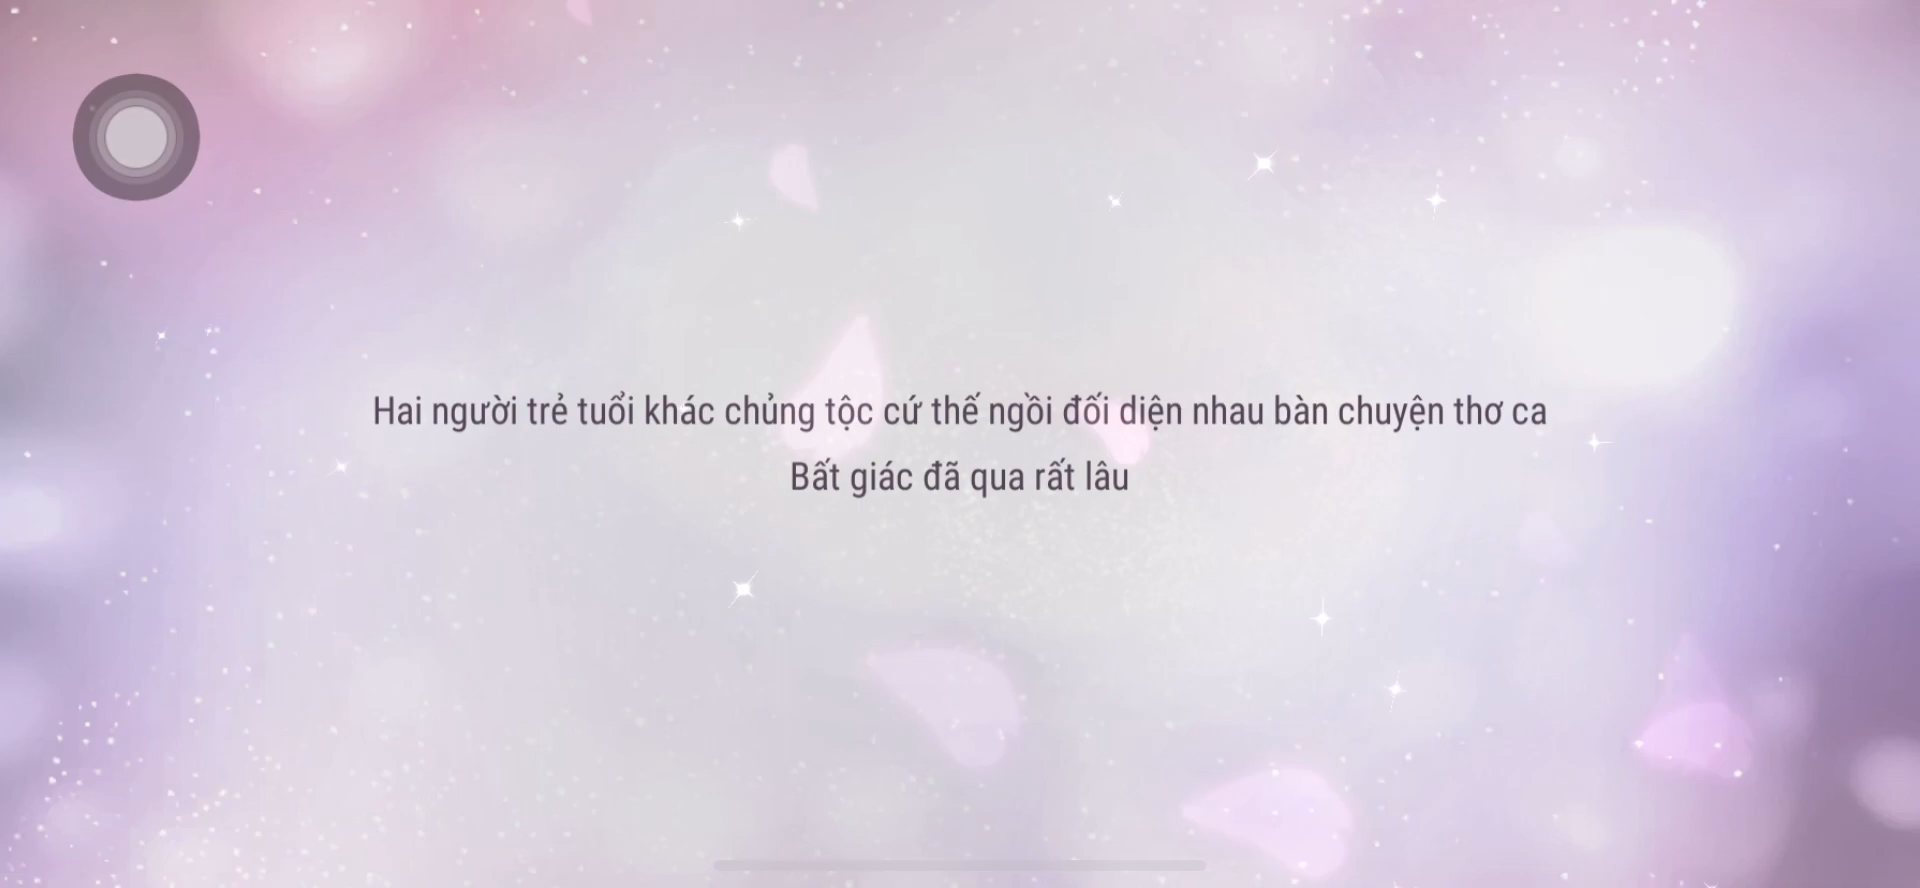 Hai người trẻ tuổi khác chủng tộc cứ thế ngồi đối diện nhau bàn chuyện thơ ca
Bất giác đã qua rất lâu